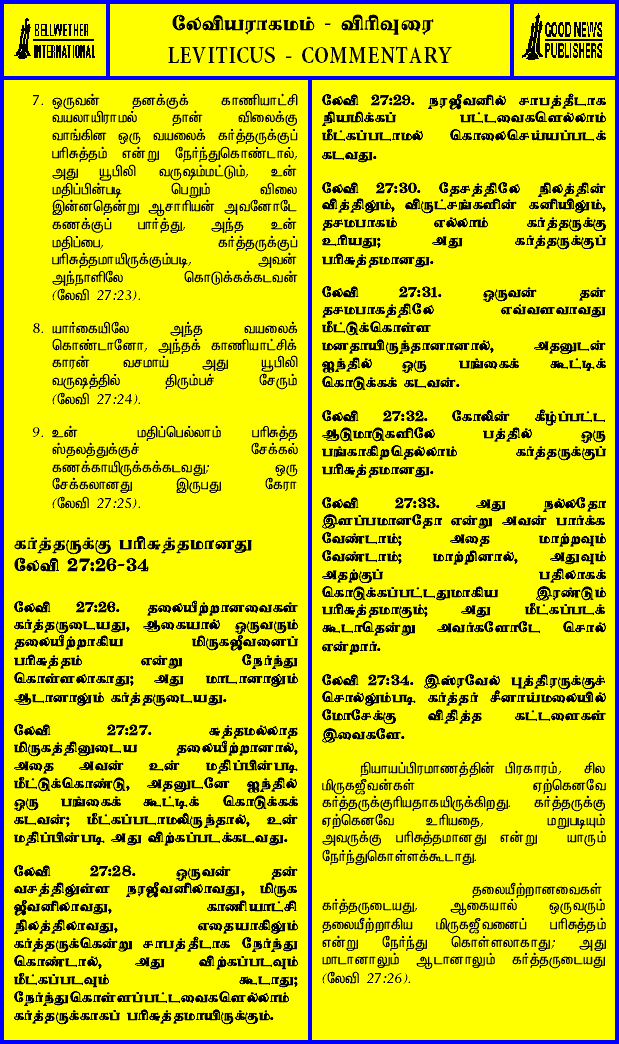 BELLWETHER
INTERNATIONAL
லேவியராகமம் - விரிவுரை
LEVITICUS - COMMENTARY
GOOD NEWS
PUBLISHERS
7. ஒருவன் தனக்குக் காணியாட்சி
வயலாயிராமல் தான் விலைக்கு
வாங்கின ஒரு வயலைக் கர்த்தருக்குப்
பரிசுத்தம் என்று நேர்ந்துகொண்டால்,
அது யூபிலி வருஷம்மட்டும், உன்
மதிப்பின்படி பெறும் விலை
இன்னதென்று ஆசாரியன் அவனோடே
கணக்குப் பார்த்து, அந்த உன்
மதிப்பை, கர்த்தருக்குப்
பரிசுத்தமாயிருக்கும்படி, அவன்
அந்நாளிலே கொடுக்கக்கடவன்
(லேவி 27:23).
8. யார்கையிலே அந்த வயலைக்
கொண்டானோ, அந்தக் காணியாட்சிக்
காரன் வசமாய் அது யூபிலி
வருஷத்தில் திரும்பச் சேரும்
(லேவி 27:24).
9. உன் மதிப்பெல்லாம் பரிசுத்த
ஸ்தலத்துக்குச் சேக்கல்
கணக்காயிருக்கக்கடவது; ஒரு
சேக்கலானது இருபது கேரா
(லேவி 27:25).
கர்த்தருக்கு பரிசுத்தமானது
லேவி 27:26-34
லேவி 27:26. தலையீற்றானவைகள்
கர்த்தருடையது, ஆகையால் ஒருவரும்
தலையீற்றாகிய மிருகஜீவனைப்
பரிசுத்தம் என்று நேர்ந்து
கொள்ளலாகாது; அது மாடானாலும்
ஆடானாலும் கர்த்தருடையது.
லேவி 27:27. சுத்தமல்லாத
மிருகத்தினுடைய தலையீற்றானால்,
அதை அவன் உன் மதிப்பின்படி
மீட்டுக்கொண்டு, அதனுடனே ஐந்தில்
ஒரு பங்கைக் கூட்டிக் கொடுக்கக்
கடவன்; மீட்கப்படாமலிருந்தால், உன்
மதிப்பின்படி அது விற்கப்படக்கடவது.
லேவி 27:28. ஒருவன் தன்
வசத்திலுள்ள நரஜீவனிலாவது, மிருக
ஜீவனிலாவது, காணியாட்சி
நிலத்திலாவது, எதையாகிலும்
கர்த்தருக்கென்று சாபத்தீடாக நேர்ந்து
கொண்டால், அது விற்கப்படவும்
மீட்கப்படவும் கூடாது;
நேர்ந்துகொள்ளப்பட்டவைகளெல்லாம்
கர்த்தருக்காகப் பரிசுத்தமாயிருக்கும்.
லேவி 27:29. நரஜீவனில் சாபத்தீடாக
நியமிக்கப் பட்டவைகளெல்லாம்
மீட்கப்படாமல் கொலைசெய்யப்படக்
கடவது.
லேவி 27:30. தேசத்திலே நிலத்தின்
வித்திலும், விருட்சங்களின் கனியிலும்,
தசமபாகம் எல்லாம் கர்த்தருக்கு
உரியது; அது கர்த்தருக்குப்
பரிசுத்தமானது.
லேவி 27:31. ஒருவன் தன்
தசமபாகத்திலே எவ்வளவாவது
மீட்டுக்கொள்ள
மனதாயிருந்தானானால், அதனுடன்
ஐந்தில் ஒரு பங்கைக் கூட்டிக்
கொடுக்கக் கடவன்.
லேவி 27:32. கோலின் கீழ்ப்பட்ட
ஆடுமாடுகளிலே பத்தில் ஒரு
பங்காகிறதெல்லாம் கர்த்தருக்குப்
பரிசுத்தமானது.
லேவி 27:33. அது நல்லதோ
இளப்பமானதோ என்று அவன் பார்க்க
வேண்டாம்; அதை மாற்றவும்
வேண்டாம்; மாற்றினால், அதுவும்
அதற்குப் பதிலாகக்
கொடுக்கப்பட்டதுமாகிய இரண்டும்
பரிசுத்தமாகும்; அது மீட்கப்படக்
கூடாதென்று அவர்களோடே சொல்
என்றார்.
லேவி 27:34. இஸ்ரவேல் புத்திரருக்குச்
சொல்லும்படி கர்த்தர் சீனாய்மலையில்
மோசேக்கு விதித்த கட்டளைகள்
இவைகளே.
நியாயப்பிரமாணத்தின் பிரகாரம், சில
மிருகஜீவன்கள் ஏற்கெனவே
கர்த்தருக்குரியதாகயிருக்கிறது. கர்த்தருக்கு
ஏற்கெனவே உரியதை, மறுபடியும்
அவருக்கு பரிசுத்தமானது என்று யாரும்
நேர்ந்துகொள்ளக்கூடாது.
தலையீற்றானவைகள்
கர்த்தருடையது, ஆகையால் ஒருவரும்
தலையீற்றாகிய மிருகஜீவனைப் பரிசுத்தம்
என்று நேர்ந்து கொள்ளலாகாது; அது
மாடானாலும் ஆடானாலும் கர்த்தருடையது
(லேவி 27:26).